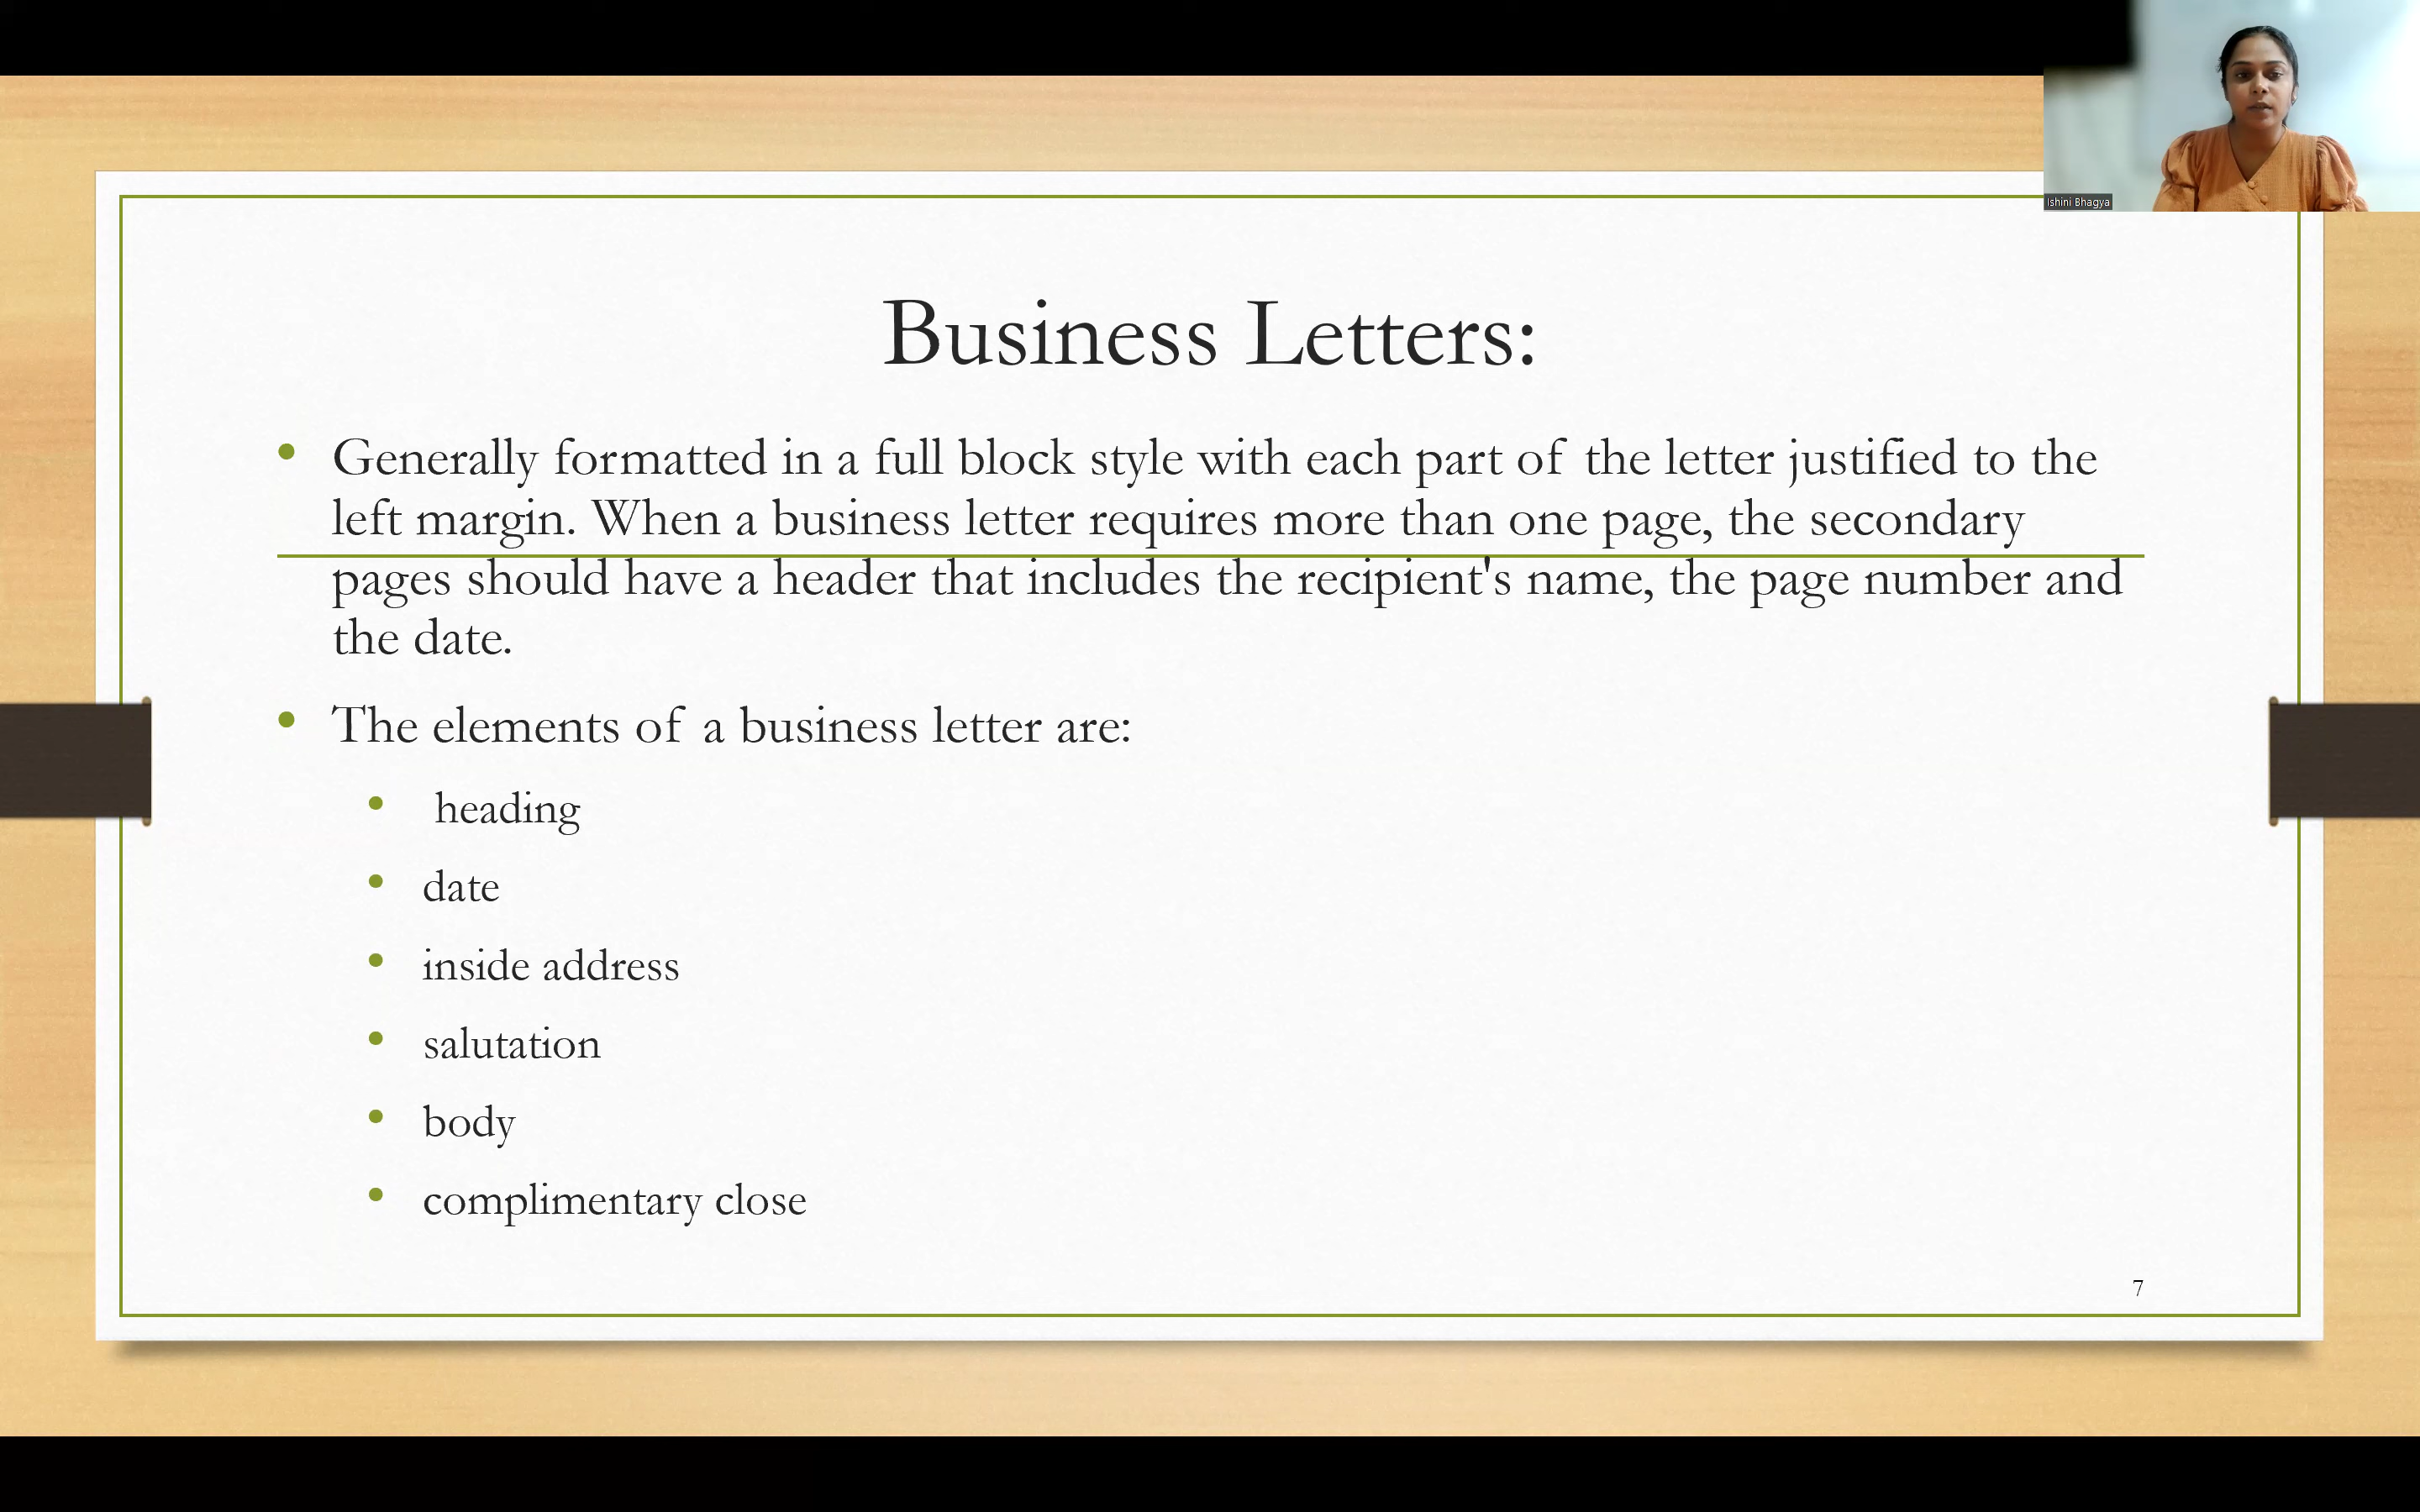 Ishini Bhagya
Business Letters:
• Generally formatted in a full block style with each part of the letter justified to the
left margin. When a business letter requires more than one page, the secondary
pages should have a header that includes the recipient's name, the page number and
the date.
• The elements of a business letter are:
• heading
• date
• inside address
• salutation
• body
• complimentary close
7